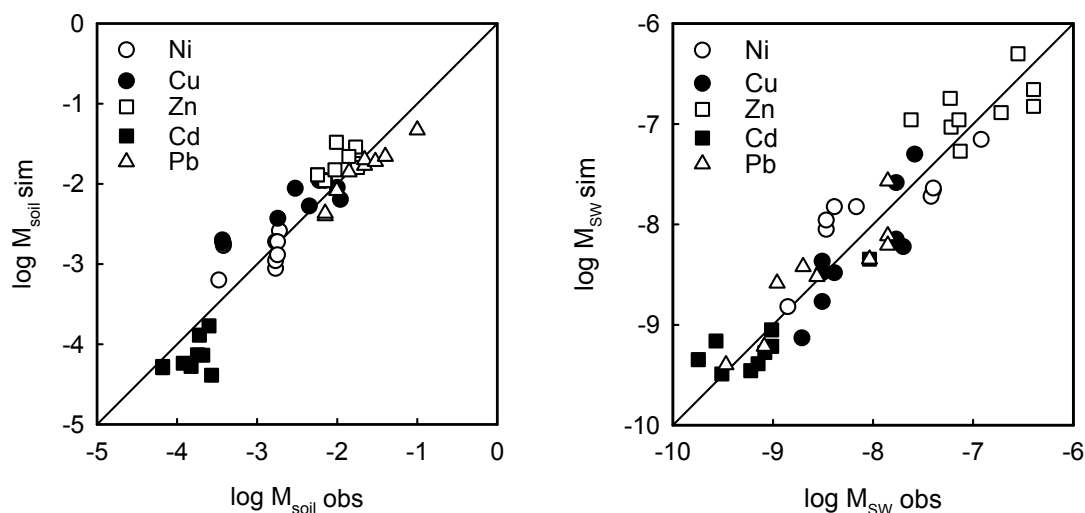 0
-1
-2
-3
-4
-5
-5 -4 -3 -2 -1 0
log M_soil sim
log M_soil obs
Ni
Cu
Zn
Cd
Pb
-6
-7
-8
-9
-10
-10 -9 -8 -7 -6
log M_SW sim
log M_SW obs
Ni
Cu
Zn
Cd
Pb